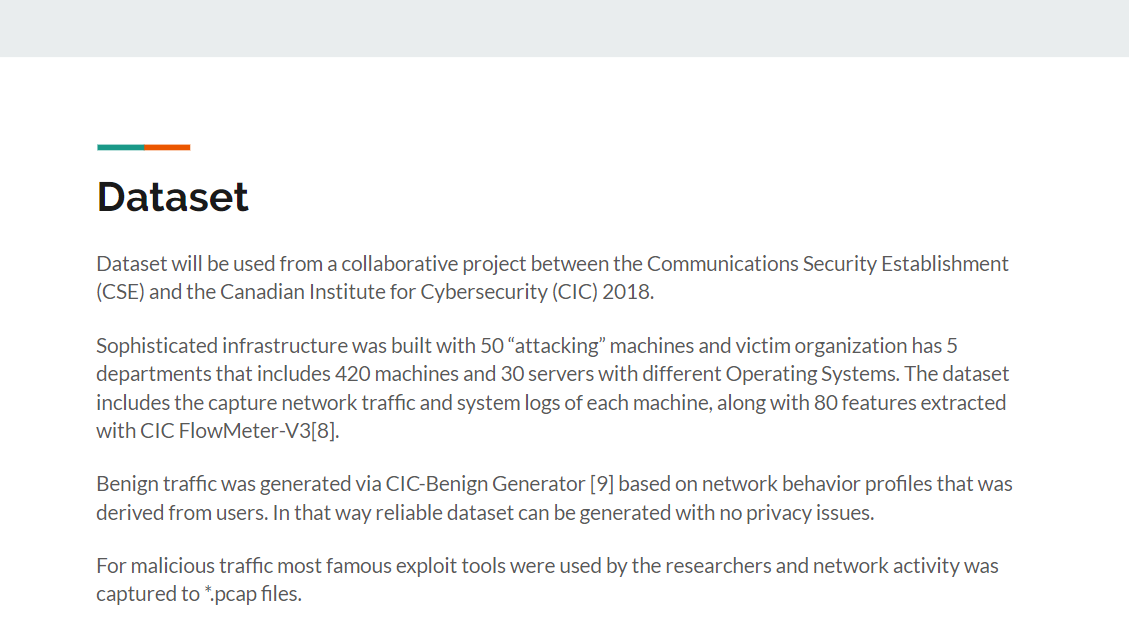 Dataset
Dataset will be used from a collaborative project between the Communications Security Establishment
(CSE) and the Canadian Institute for Cybersecurity (CIC) 2018.
Sophisticated infrastructure was built with 50 “attacking” machines and victim organization has 5
departments that includes 420 machines and 30 servers with different Operating Systems. The dataset
includes the capture network traffic and system logs of each machine, along with 80 features extracted
with CIC FlowMeter-V3[8].
Benign traffic was generated via CIC-Benign Generator [9] based on network behavior profiles that was
derived from users. In that way reliable dataset can be generated with no privacy issues.
For malicious traffic most famous exploit tools were used by the researchers and network activity was
captured to *.pcap files.